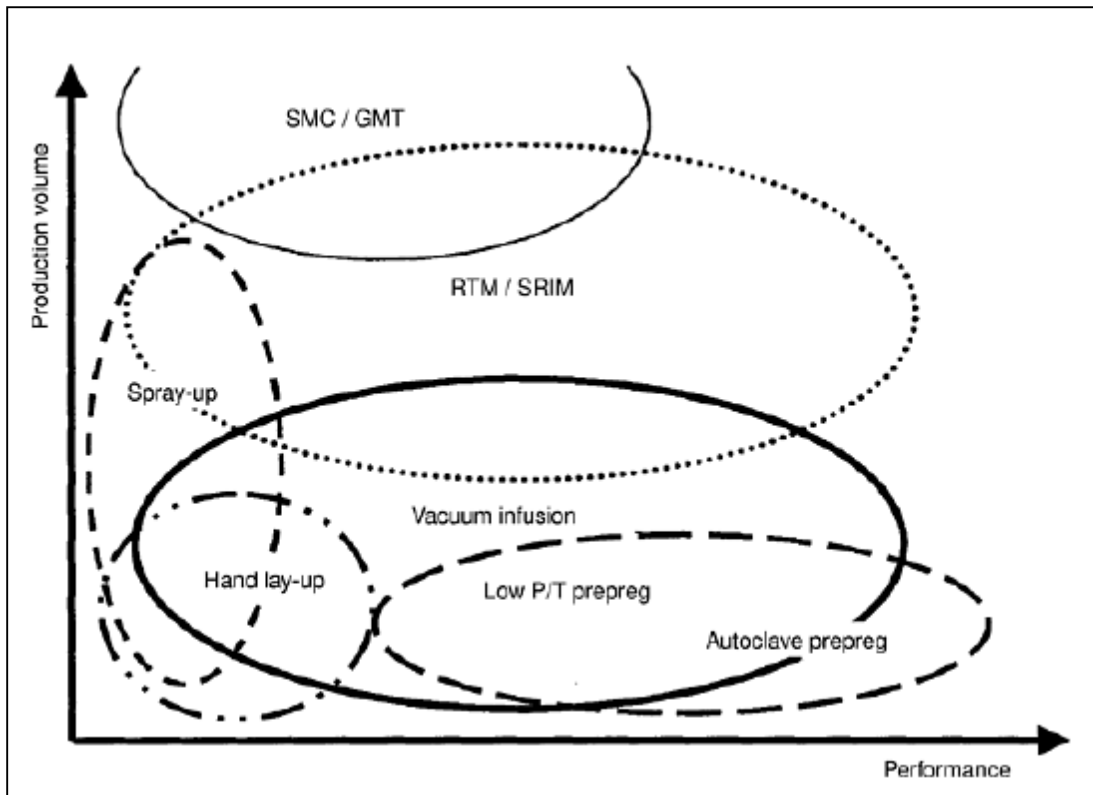 SMC / GMT
Production volume
RTM / SRIM
Spray-up
Vacuum infusion
Hand lay-up
Low P/T prepreg
Autoclave prepreg
Performance